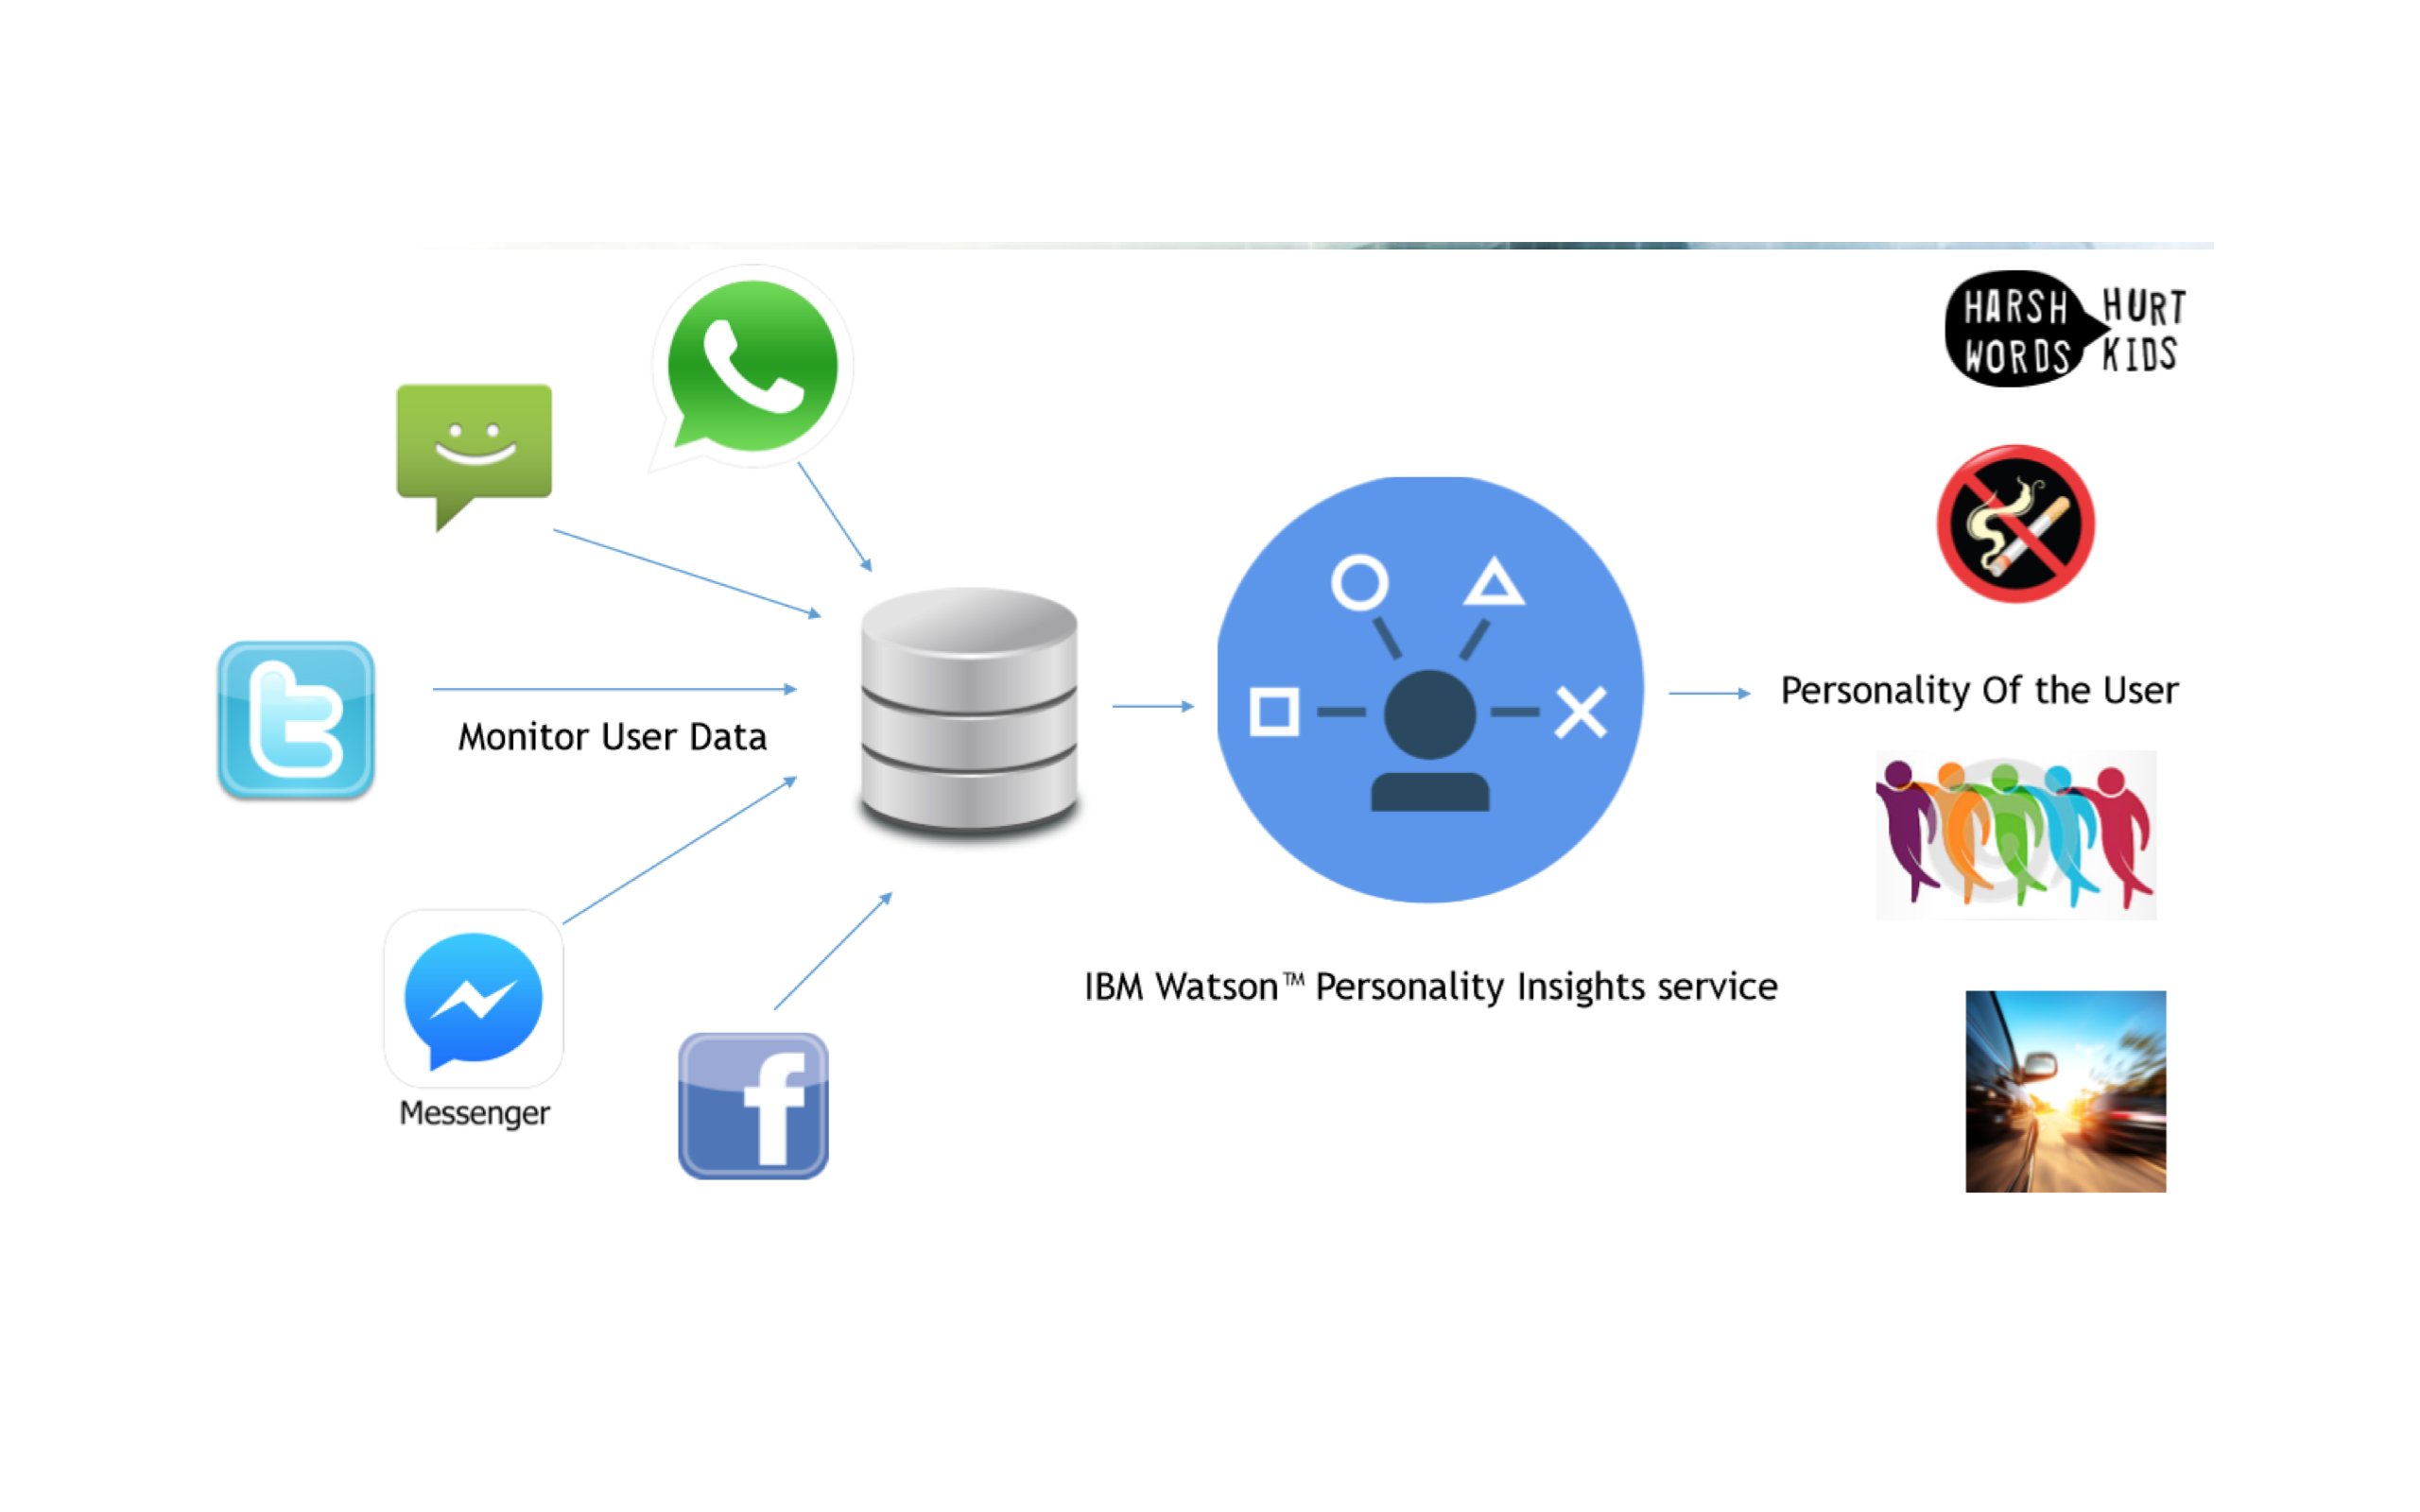 HARSH HURT
WORDS KIDS
Monitor User Data
Personality Of the User
IBM Watson™ Personality Insights service
Messenger